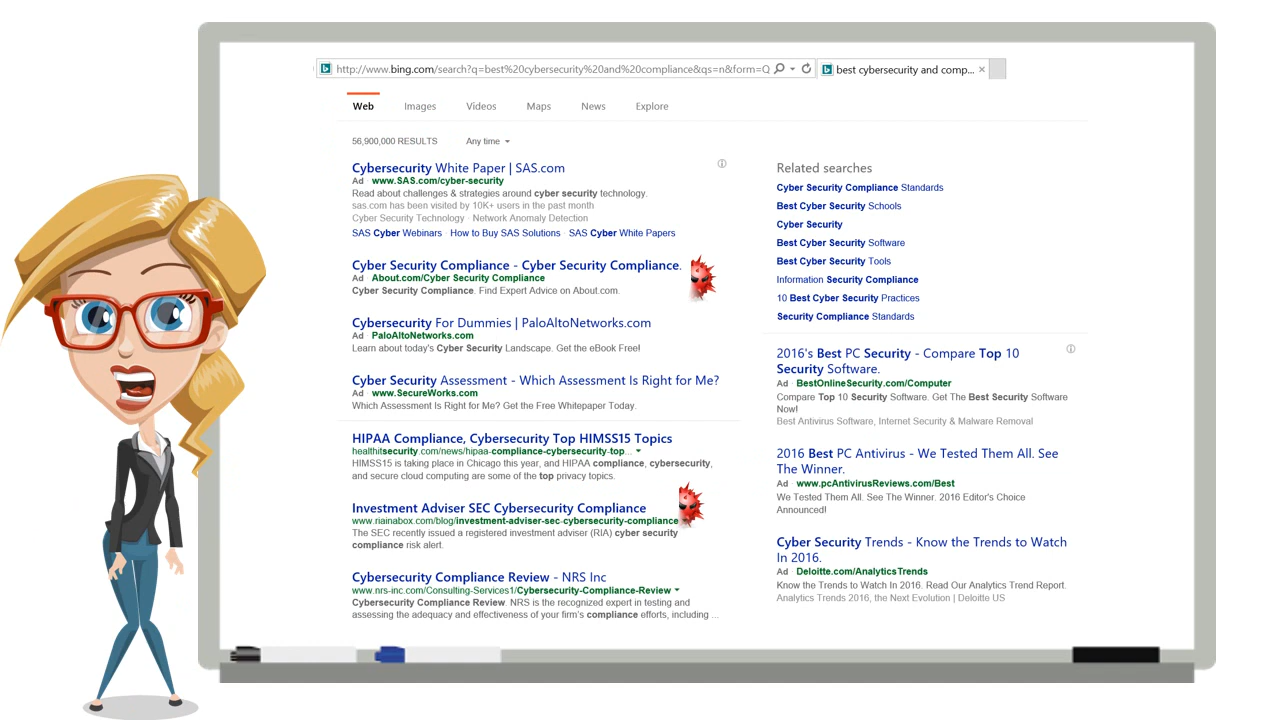 http://www.bing.com/search?q=best%20cybersecurity%20and%20compliance&qs=n&form=Q
best cybersecurity and comp...
Web Images Videos Maps News Explore
56,900,000 RESULTS Any time
Cybersecurity White Paper | SAS.com
Ad · www.SAS.com/cyber-security
Read about challenges & strategies around cyber security technology.
sas.com has been visited by 10K+ users in the past month
Cyber Security Technology · Network Anomaly Detection
SAS Cyber Webinars · How to Buy SAS Solutions · SAS Cyber White Papers
Cyber Security Compliance - Cyber Security Compliance.
Ad · About.com/Cyber Security Compliance
Cyber Security Compliance. Find Expert Advice on About.com.
Cybersecurity For Dummies | PaloAltoNetworks.com
Ad · PaloAltoNetworks.com
Learn about today's Cyber Security Landscape. Get the eBook Free!
Cyber Security Assessment - Which Assessment Is Right for Me?
Ad · www.SecureWorks.com
Which Assessment Is Right for Me? Get the Free Whitepaper Today.
HIPAA Compliance, Cybersecurity Top HIMSS15 Topics
healthitsecurity.com/news/hipaa-compliance-cybersecurity-top...
HIMSS15 is taking place in Chicago this year, and HIPAA compliance, cybersecurity,
and secure cloud computing are some of the top privacy topics.
Investment Adviser SEC Cybersecurity Compliance
www.riainabox.com/blog/investment-adviser-sec-cybersecurity-compliance
The SEC recently issued a registered investment adviser (RIA) cyber security
compliance risk alert.
Cybersecurity Compliance Review - NRS Inc
www.nrs-inc.com/Consulting-Services1/Cybersecurity-Compliance-Review
Cybersecurity Compliance Review. NRS is the recognized expert in testing and
assessing the adequacy and effectiveness of your firm's compliance efforts, including ...
Related searches
Cyber Security Compliance Standards
Best Cyber Security Schools
Cyber Security
Best Cyber Security Software
Best Cyber Security Tools
Information Security Compliance
10 Best Cyber Security Practices
Security Compliance Standards
2016's Best PC Security - Compare Top 10
Security Software.
Ad · BestOnlineSecurity.com/Computer
Compare Top 10 Security Software. Get The Best Security Software
Now!
Best Antivirus Software, Internet Security & Malware Removal
2016 Best PC Antivirus - We Tested Them All. See
The Winner.
Ad · www.pcAntivirusReviews.com/Best
We Tested Them All. See The Winner. 2016 Editor's Choice
Announced!
Cyber Security Trends - Know the Trends to Watch
In 2016.
Ad · Deloitte.com/AnalyticsTrends
Know the Trends to Watch In 2016. Read Our Analytics Trend Report.
Analytics Trends 2016, the Next Evolution | Deloitte US